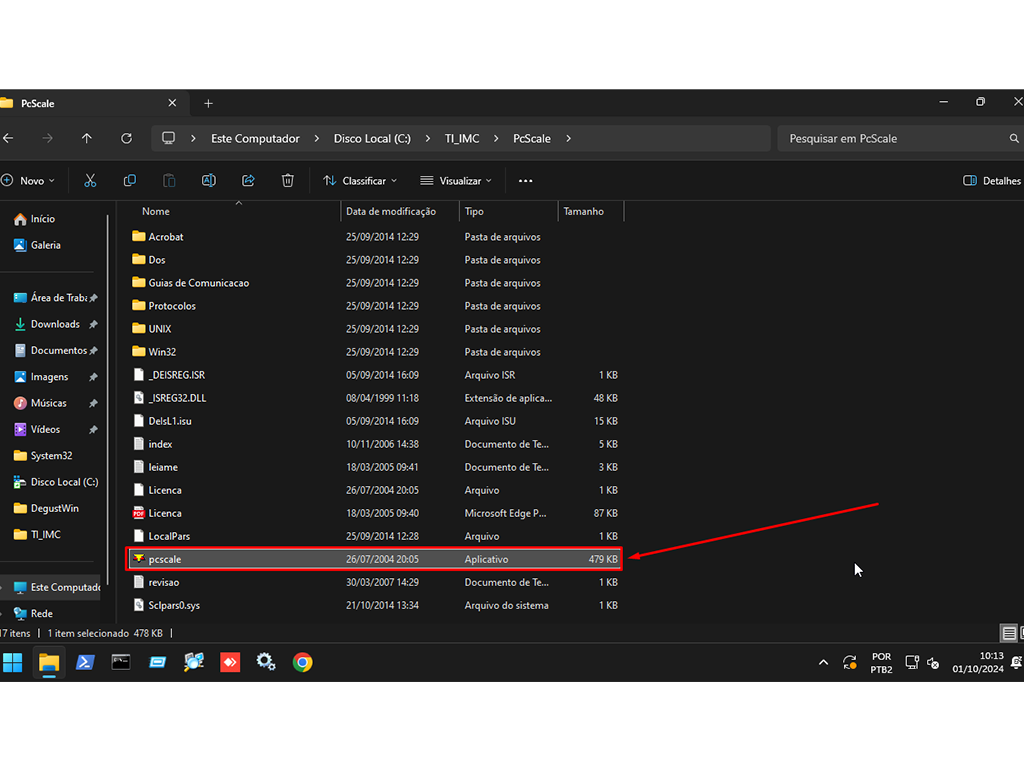 PcScale
Este Computador > Disco Local (C:) > TI_IMC > PcScale >
Pesquisar em PcScale
Novo
Classificar
Visualizar
Detalhes
Início
Galeria
Área de Trab
Downloads
Documentos
Imagens
Músicas
Vídeos
System32
Disco Local (C:)
DegustWin
TI_IMC
Este Computado
Rede
Nome Data de modificação Tipo Tamanho
Acrobat 25/09/2014 12:29 Pasta de arquivos
Dos 25/09/2014 12:29 Pasta de arquivos
Guias de Comunicacao 25/09/2014 12:29 Pasta de arquivos
Protocolos 25/09/2014 12:29 Pasta de arquivos
UNIX 25/09/2014 12:29 Pasta de arquivos
Win32 25/09/2014 12:29 Pasta de arquivos
_DEISREG.ISR 05/09/2014 16:09 Arquivo ISR 1 KB
_ISREG32.DLL 08/04/1999 11:18 Extensão de aplica... 48 KB
DelsL1.isu 05/09/2014 16:09 Arquivo ISU 15 KB
index 10/11/2006 14:38 Documento de Te... 5 KB
leiame 18/03/2005 09:41 Documento de Te... 3 KB
Licenca 26/07/2004 20:05 Arquivo 1 KB
Licenca 18/03/2005 09:40 Microsoft Edge P... 87 KB
LocalPars 25/09/2014 12:28 Arquivo 1 KB
pcscale 26/07/2004 20:05 Aplicativo 479 KB
revisao 30/03/2007 14:29 Documento de Te... 1 KB
Sclpars0.sys 21/10/2014 13:34 Arquivo do sistema 1 KB
7 itens | 1 item selecionado 478 KB |
POR
PTB2
10:13
01/10/2024